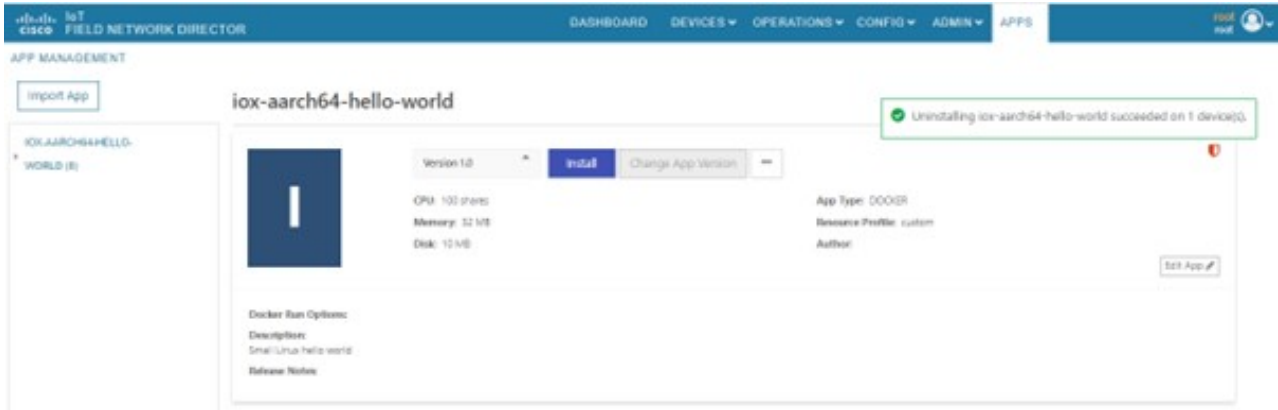 cisco IoT
FIELD NETWORK DIRECTOR
DASHBOARD DEVICES OPERATIONS CONFIG ADMIN APPS
root
root
APP MANAGEMENT
Import App
iox-aarch64-hello-world
Uninstalling iox-aarch64-hello-world succeeded on 1 device(s).
IOX-AARCH64-HELLO-
WORLD (8)
I
Version 1.0
Install
Change App Version
CPU: 100 shares
App Type: DOCKER
Memory: 32 MB
Resource Profile: custom
Disk: 10 MB
Author:
Edit App
Docker Run Options:
Description:
Small Linux hello world
Release Notes: